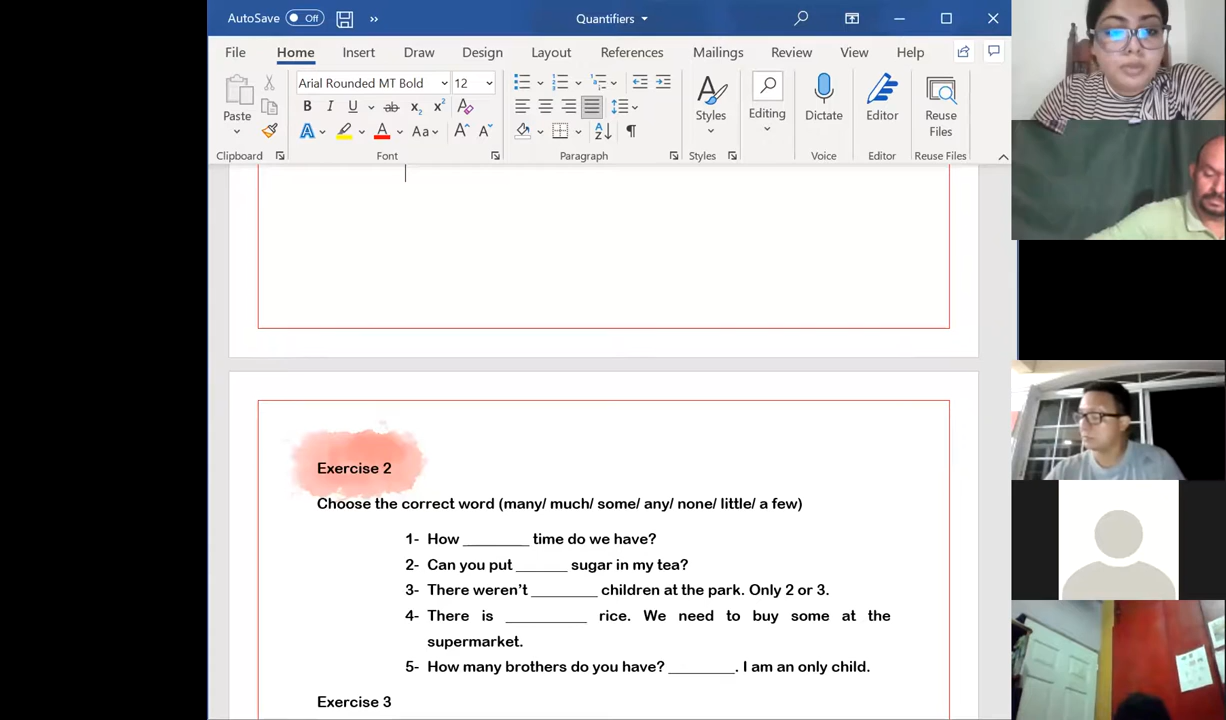 AutoSave Off Quantifiers
File Home Insert Draw Design Layout References Mailings Review View Help
Arial Rounded MT Bold 12
Paste Styles Editing Dictate Editor Reuse Files
B I U ab x₂ x²
A A Aa A A
Clipboard Font Paragraph Styles Voice Editor Reuse Files
Exercise 2
Choose the correct word (many/ much/ some/ any/ none/ little/ a few)
1- How ________ time do we have?
2- Can you put ______ sugar in my tea?
3- There weren’t ________ children at the park. Only 2 or 3.
4- There is __________ rice. We need to buy some at the
supermarket.
5- How many brothers do you have? ________. I am an only child.
Exercise 3